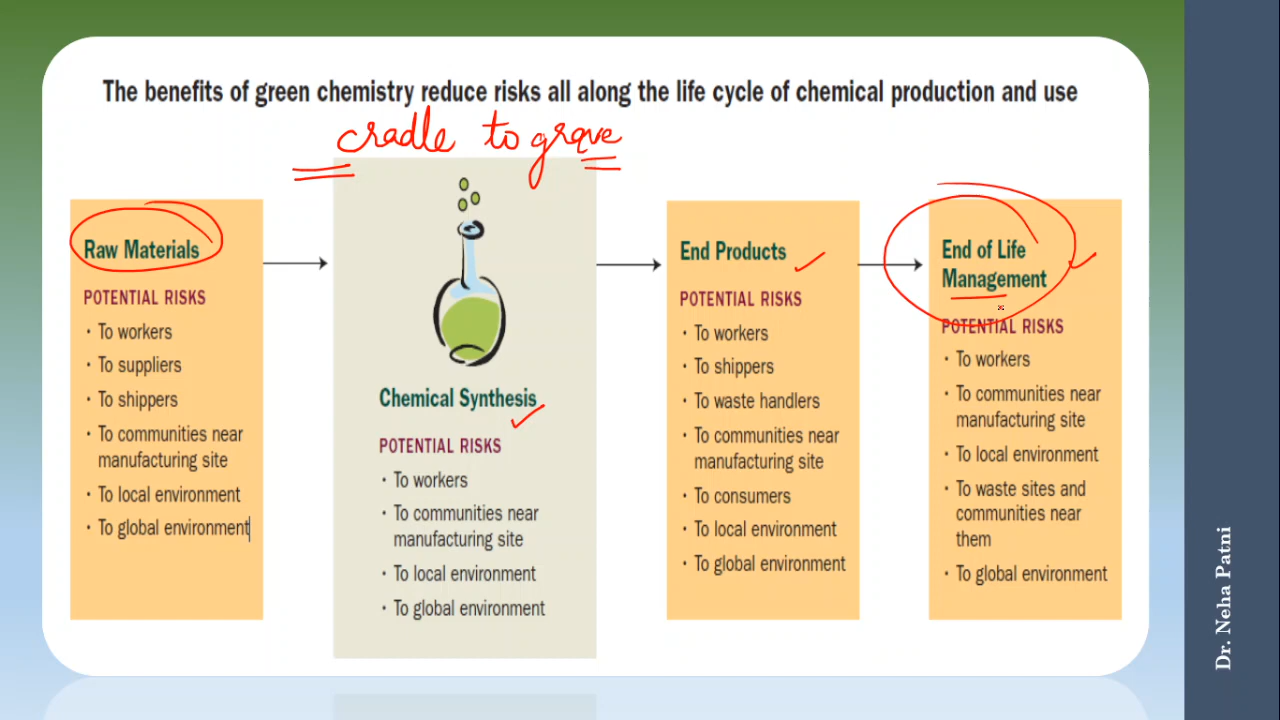 The benefits of green chemistry reduce risks all along the life cycle of chemical production and use
cradle to grave
Raw Materials
POTENTIAL RISKS
• To workers
• To suppliers
• To shippers
• To communities near
manufacturing site
• To local environment
• To global environment
Chemical Synthesis
POTENTIAL RISKS
• To workers
• To communities near
manufacturing site
• To local environment
• To global environment
End Products
POTENTIAL RISKS
• To workers
• To shippers
• To waste handlers
• To communities near
manufacturing site
• To consumers
• To local environment
• To global environment
End of Life
Management
POTENTIAL RISKS
• To workers
• To communities near
manufacturing site
• To local environment
• To waste sites and
communities near
them
• To global environment
Dr. Neha Patni